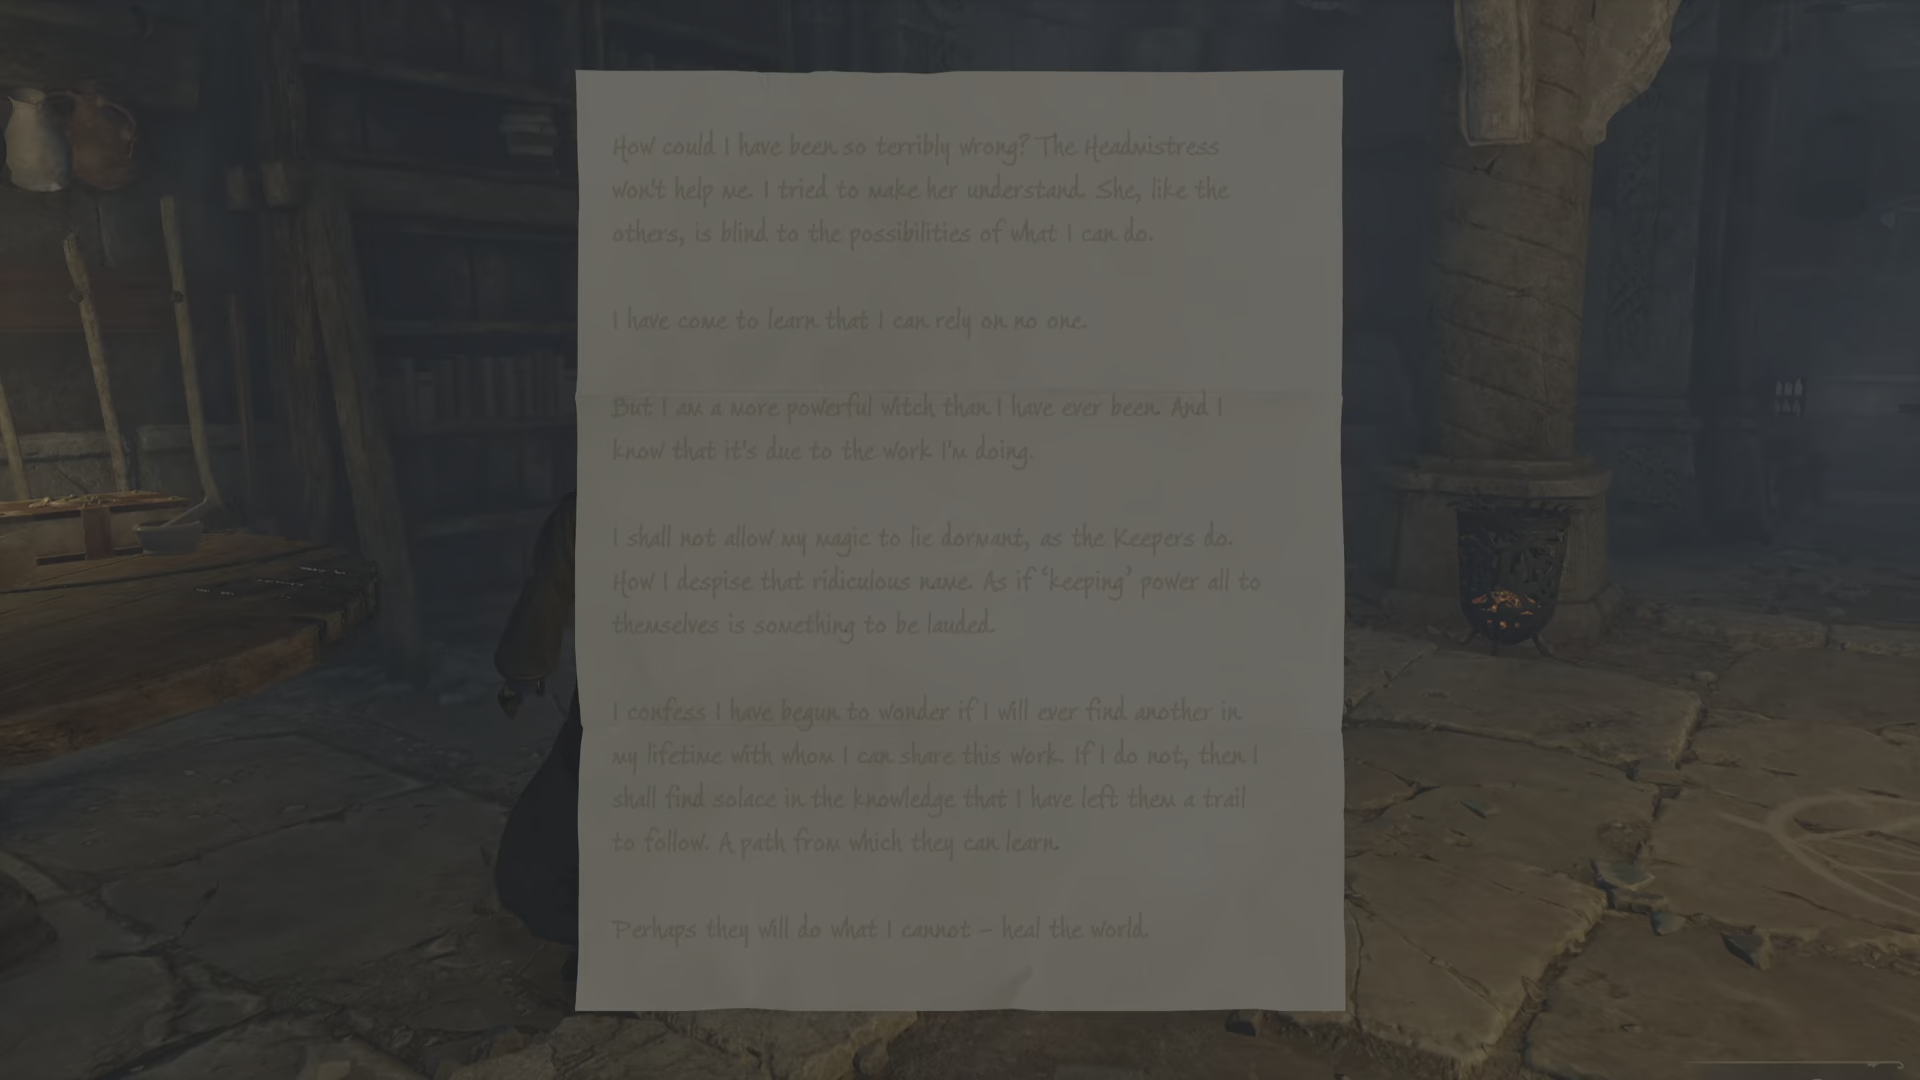 How could I have been so terribly wrong? The Headmistress
won't help me. I tried to make her understand. She, like the
others, is blind to the possibilities of what I can do.
I have come to learn that I can rely on no one.
But I am a more powerful witch than I have ever been. And I
know that it's due to the work I'm doing.
I shall not allow my magic to lie dormant, as the Keepers do.
How I despise that ridiculous name. As if ‘keeping’ power all to
themselves is something to be lauded.
I confess I have begun to wonder if I will ever find another in
my lifetime with whom I can share this work. If I do not, then I
shall find solace in the knowledge that I have left them a trail
to follow. A path from which they can learn.
Perhaps they will do what I cannot – heal the world.